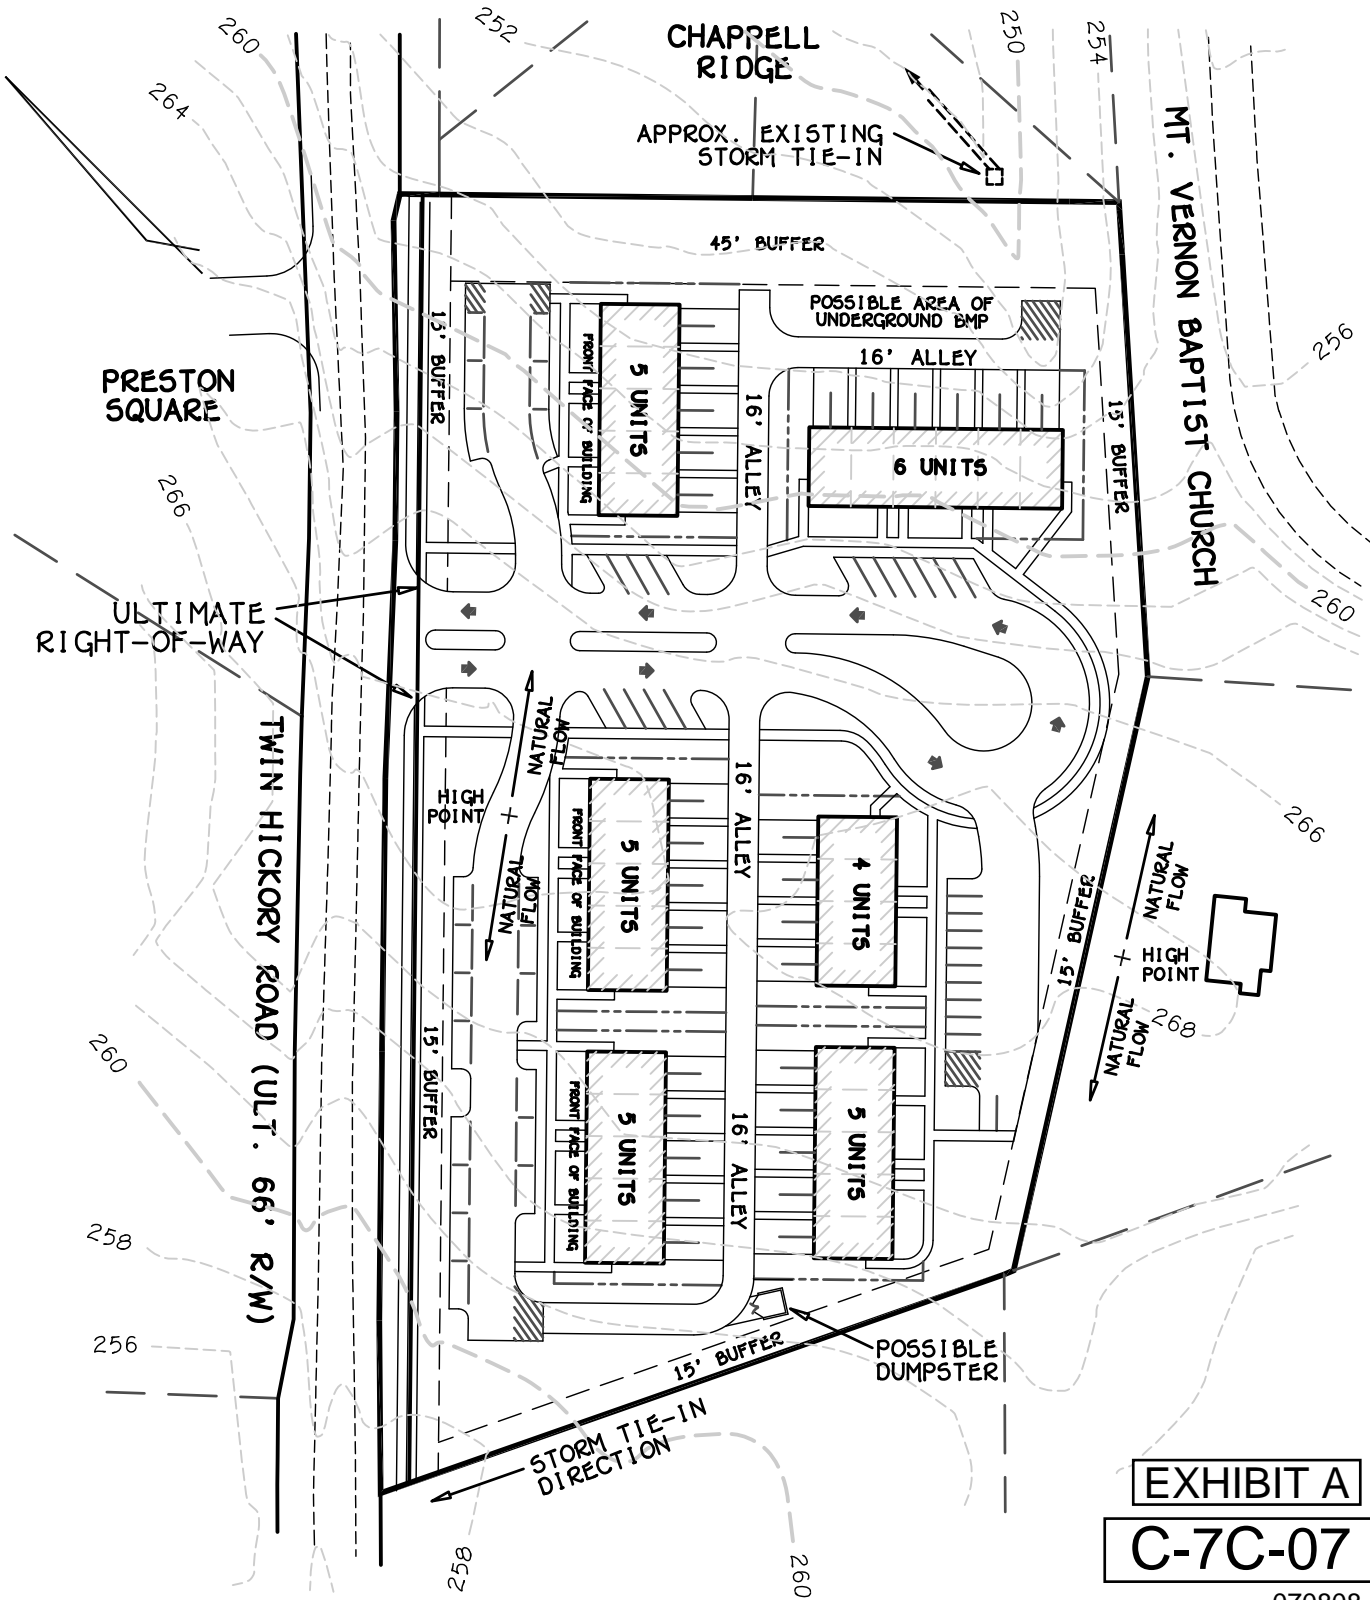 260
252
CHAPPELL
RIDGE
250
254
264
APPROX. EXISTING
STORM TIE-IN
MT. VERNON BAPTIST CHURCH
45' BUFFER
POSSIBLE AREA OF
UNDERGROUND BMP
15' BUFFER
FRONT FACE OF BUILDING
5 UNITS
16' ALLEY
16' ALLEY
256
PRESTON
SQUARE
15' BUFFER
6 UNITS
266
ULTIMATE
RIGHT-OF-WAY
260
TWIN HICKORY ROAD (ULT. 66' R/W)
NATURAL
FLOW
HIGH
POINT
NATURAL
FLOW
FRONT FACE OF BUILDING
5 UNITS
16' ALLEY
4 UNITS
266
NATURAL
FLOW
15' BUFFER
HIGH
POINT
268
NATURAL
FLOW
260
15' BUFFER
FRONT FACE OF BUILDING
5 UNITS
16' ALLEY
5 UNITS
258
256
15' BUFFER
POSSIBLE
DUMPSTER
STORM TIE-IN
DIRECTION
258
260
EXHIBIT A
C-7C-07